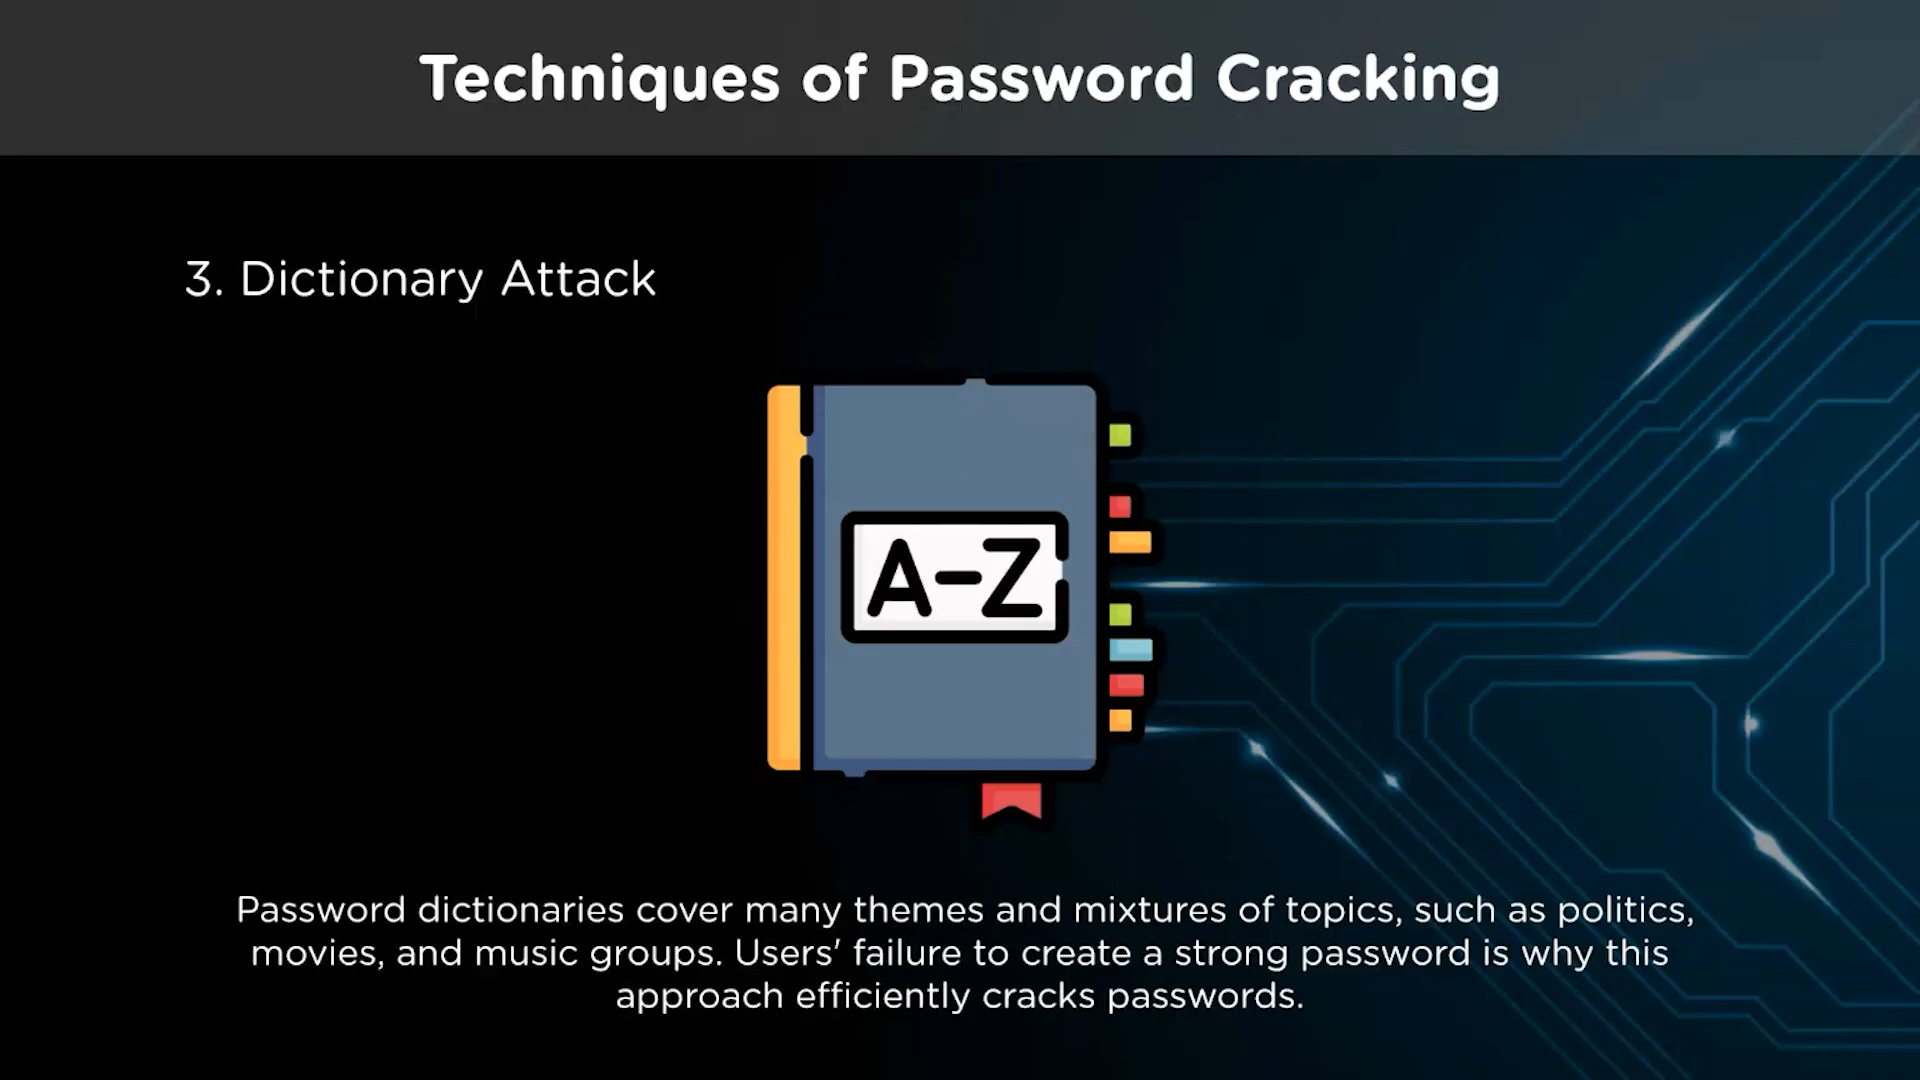 Techniques of Password Cracking
3. Dictionary Attack
A-Z
Password dictionaries cover many themes and mixtures of topics, such as politics,
movies, and music groups. Users' failure to create a strong password is why this
approach efficiently cracks passwords.